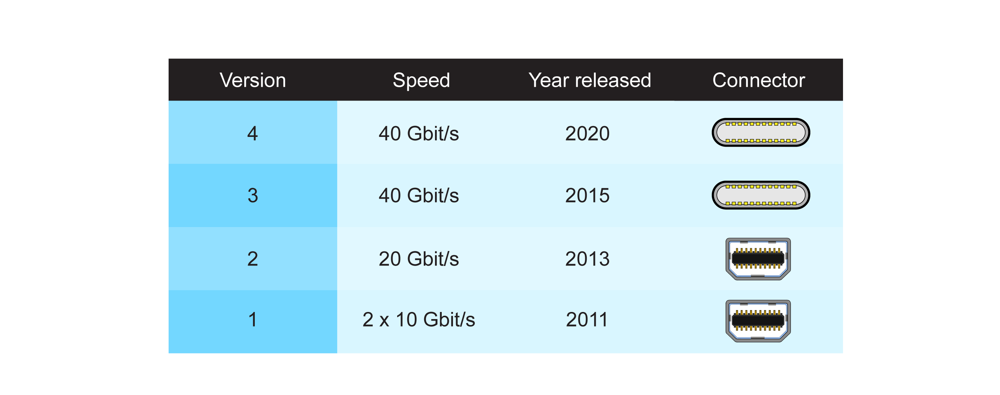 Version Speed Year released Connector
4 40 Gbit/s 2020
3 40 Gbit/s 2015
2 20 Gbit/s 2013
1 2 x 10 Gbit/s 2011